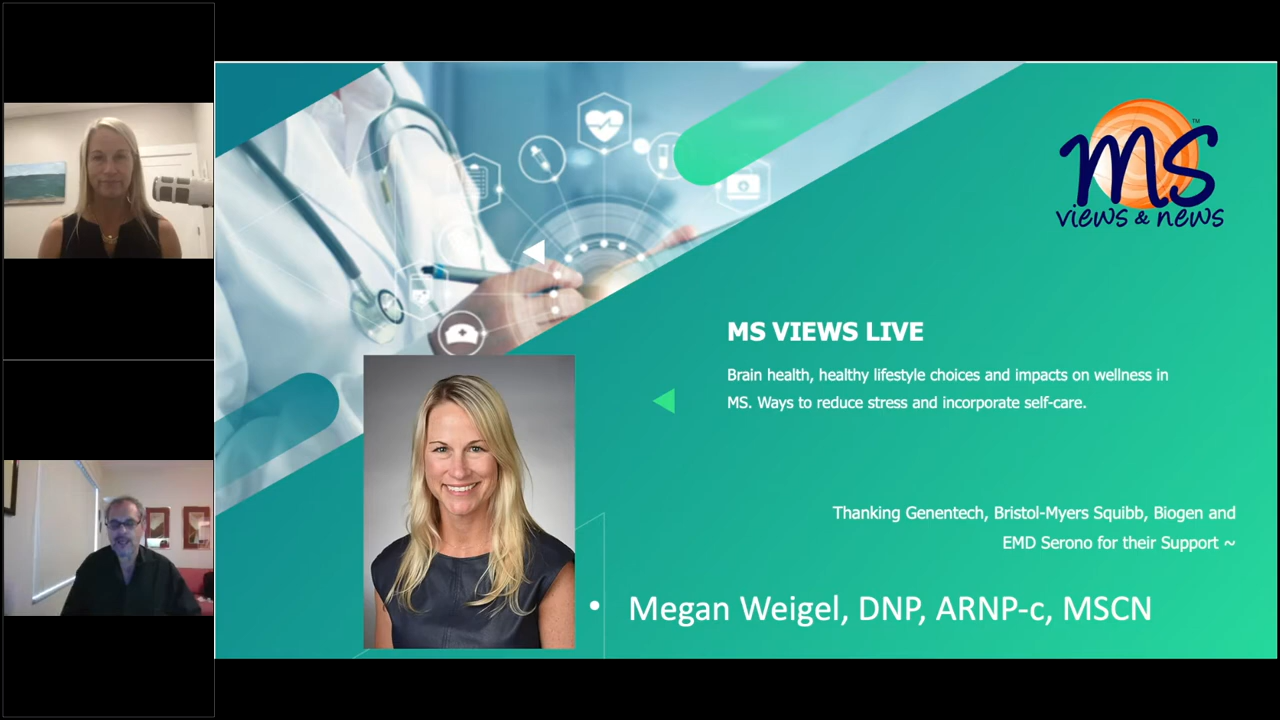 MS
TM
views & news
MS VIEWS LIVE
Brain health, healthy lifestyle choices and impacts on wellness in
MS. Ways to reduce stress and incorporate self-care.
Thanking Genentech, Bristol-Myers Squibb, Biogen and
EMD Serono for their Support ~
• Megan Weigel, DNP, ARNP-c, MSCN